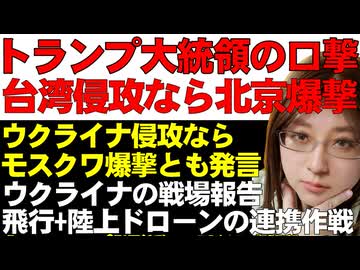 トランプ大統領の口撃
台湾侵攻なら北京爆撃
ウクライナ侵攻なら
モスクワ爆撃とも発言
ウクライナの戦場報告
飛行+陸上ドローンの連携作戦